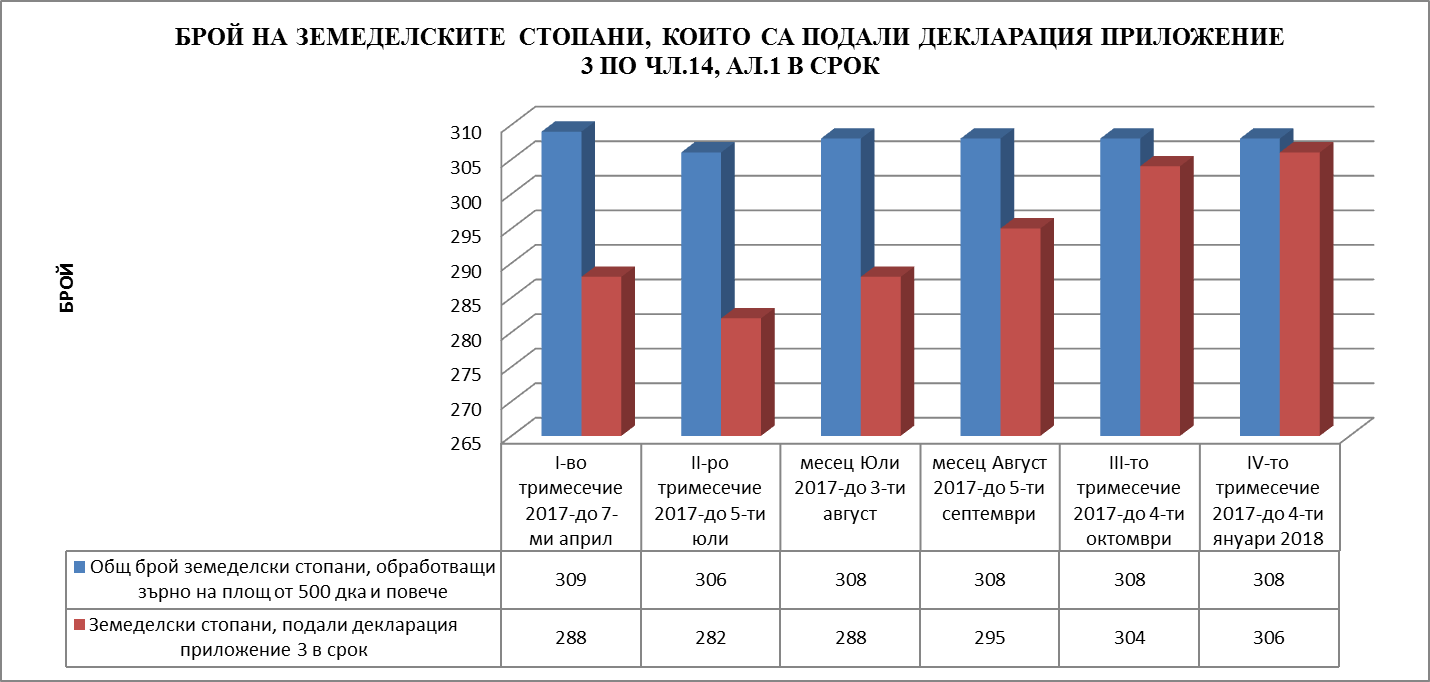 БРОЙ НА ЗЕМЕДЕЛСКИТЕ СТОПАНИ, КОИТО СА ПОДАЛИ ДЕКЛАРАЦИЯ ПРИЛОЖЕНИЕ
3 ПО ЧЛ.14, АЛ.1 В СРОК
БРОЙ
310
305
300
295
290
285
280
275
270
265
I-во
тримесечие
2017-до 7-
ми април
II-ро
тримесечие
2017-до 5-ти
юли
месец Юли
2017-до 3-ти
август
месец Август
2017-до 5-ти
септември
III-то
тримесечие
2017-до 4-ти
октомври
IV-то
тримесечие
2017-до 4-ти
януари 2018
Общ брой земеделски стопани, обработващи
зърно на площ от 500 дка и повече
309 306 308 308 308 308
Земеделски стопани, подали декларация
приложение 3 в срок
288 282 288 295 304 306